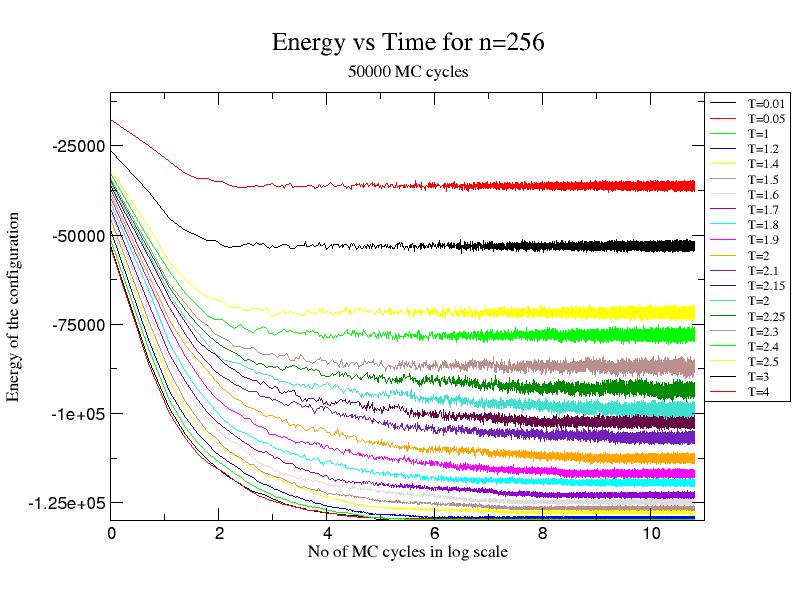 Energy vs Time for n=256
50000 MC cycles
Energy of the configuration
-25000
-50000
-75000
-1e+05
-1.25e+05
0 2 4 6 8 10
No of MC cycles in log scale
T=0.01
T=0.05
T=1
T=1.2
T=1.4
T=1.5
T=1.6
T=1.7
T=1.8
T=1.9
T=2
T=2.1
T=2.15
T=2
T=2.25
T=2.3
T=2.4
T=2.5
T=3
T=4